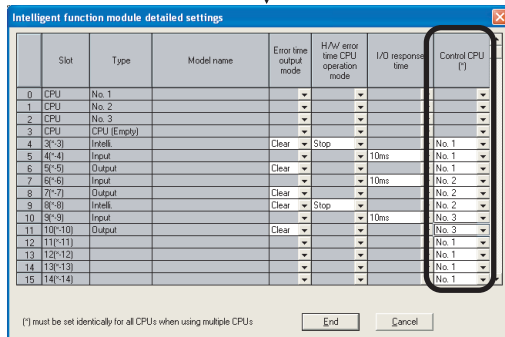 Intelligent function module detailed settings
Slot Type Model name Error time output mode H/W error time CPU operation mode I/O response time Control CPU (*)
0 CPU No. 1
1 CPU No. 2
2 CPU No. 3
3 CPU CPU (Empty)
4 3(*-3) Intelli. Clear Stop No. 1
5 4(*-4) Input 10ms No. 1
6 5(*-5) Output Clear No. 1
7 6(*-6) Input 10ms No. 2
8 7(*-7) Output Clear No. 2
9 8(*-8) Intelli. Clear Stop No. 2
10 9(*-9) Input 10ms No. 3
11 10(*-10) Output Clear No. 3
12 11(*-11) No. 1
13 12(*-12) No. 1
14 13(*-13) No. 1
15 14(*-14) No. 1
(*) must be set identically for all CPUs when using multiple CPUs End Cancel